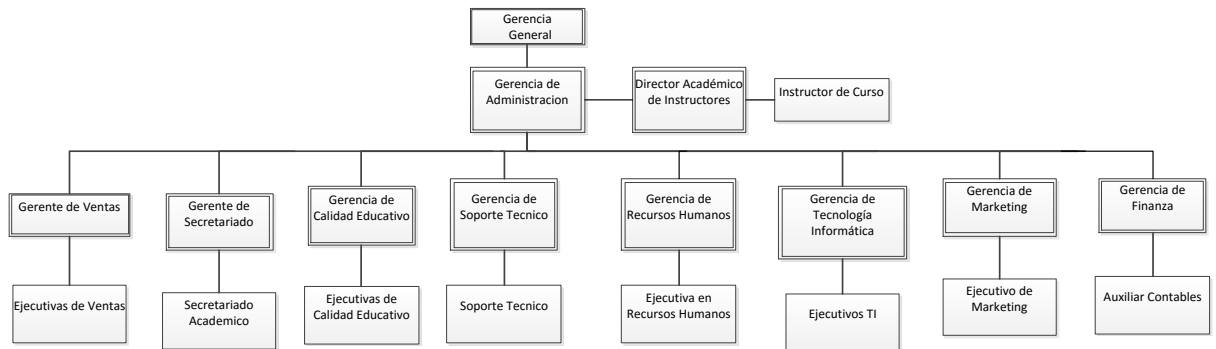 Gerencia
General
Gerencia de
Administracion
Director Académico
de Instructores
Instructor de Curso
Gerente de Ventas
Gerente de
Secretariado
Gerencia de
Calidad Educativo
Gerencia de
Soporte Tecnico
Gerencia de
Recursos Humanos
Gerencia de
Tecnología
Informática
Gerencia de
Marketing
Gerencia de
Finanza
Ejecutivas de Ventas
Secretariado
Academico
Ejecutivas de
Calidad Educativo
Soporte Tecnico
Ejecutiva en
Recursos Humanos
Ejecutivos TI
Ejecutivo de
Marketing
Auxiliar Contables